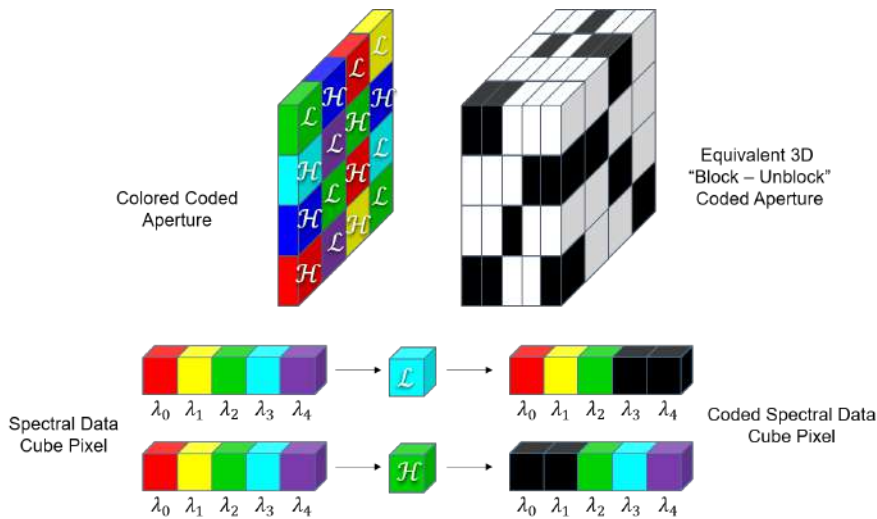 ℒ ℋ ℒ ℒ
ℋ ℒ ℋ ℋ
ℋ ℒ ℋ ℒ
ℋ ℒ ℋ ℒ
Colored Coded
Aperture
Equivalent 3D
“Block – Unblock”
Coded Aperture
ℒ
λ0 λ1 λ2 λ3 λ4
λ0 λ1 λ2 λ3 λ4
Spectral Data
Cube Pixel
Coded Spectral Data
Cube Pixel
ℋ
λ0 λ1 λ2 λ3 λ4
λ0 λ1 λ2 λ3 λ4